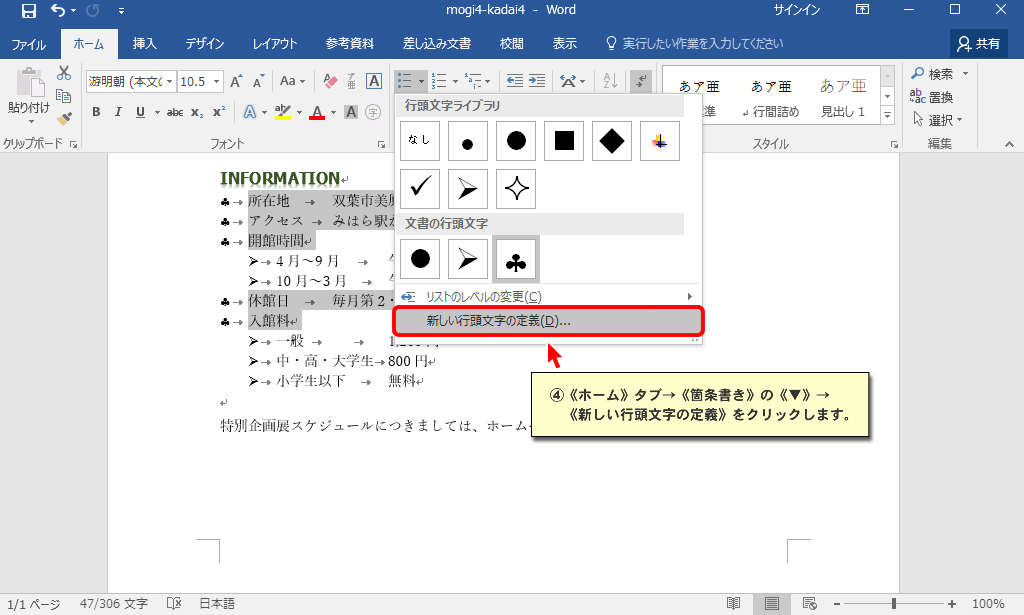 mogi4-kadai4 - Word
サインイン
ファイル ホーム 挿入 デザイン レイアウト 参考資料 差し込み文書 校閲 表示 実行したい作業を入力してください 共有
貼り付け
游明朝 (本文( 10.5 A A Aa
亜 A
B I U abc x₂ x² A ab A A 字
クリップボード
フォント
あア亜 あア亜 あア亜
準 ↲行間詰め 見出し 1
スタイル
検索
置換
選択
編集
行頭文字ライブラリ
なし
文書の行頭文字
リストのレベルの変更(C)
新しい行頭文字の定義(D)...
INFORMATION↵
♣→所在地 → 双葉市美
♣→アクセス → みはら駅
♣→開館時間↵
➢→4月～9月 →
➢→10月～3月 →
♣→休館日 → 毎月第2・
♣→入館料↵
➢→一般 → →
➢→中・高・大学生→800円↵
➢→小学生以下 → 無料↵
↵
特別企画展スケジュールにつきましては、ホーム
④《ホーム》タブ→《箇条書き》の《▼》→
《新しい行頭文字の定義》をクリックします。
1/1 ページ 47/306 文字 日本語 100%